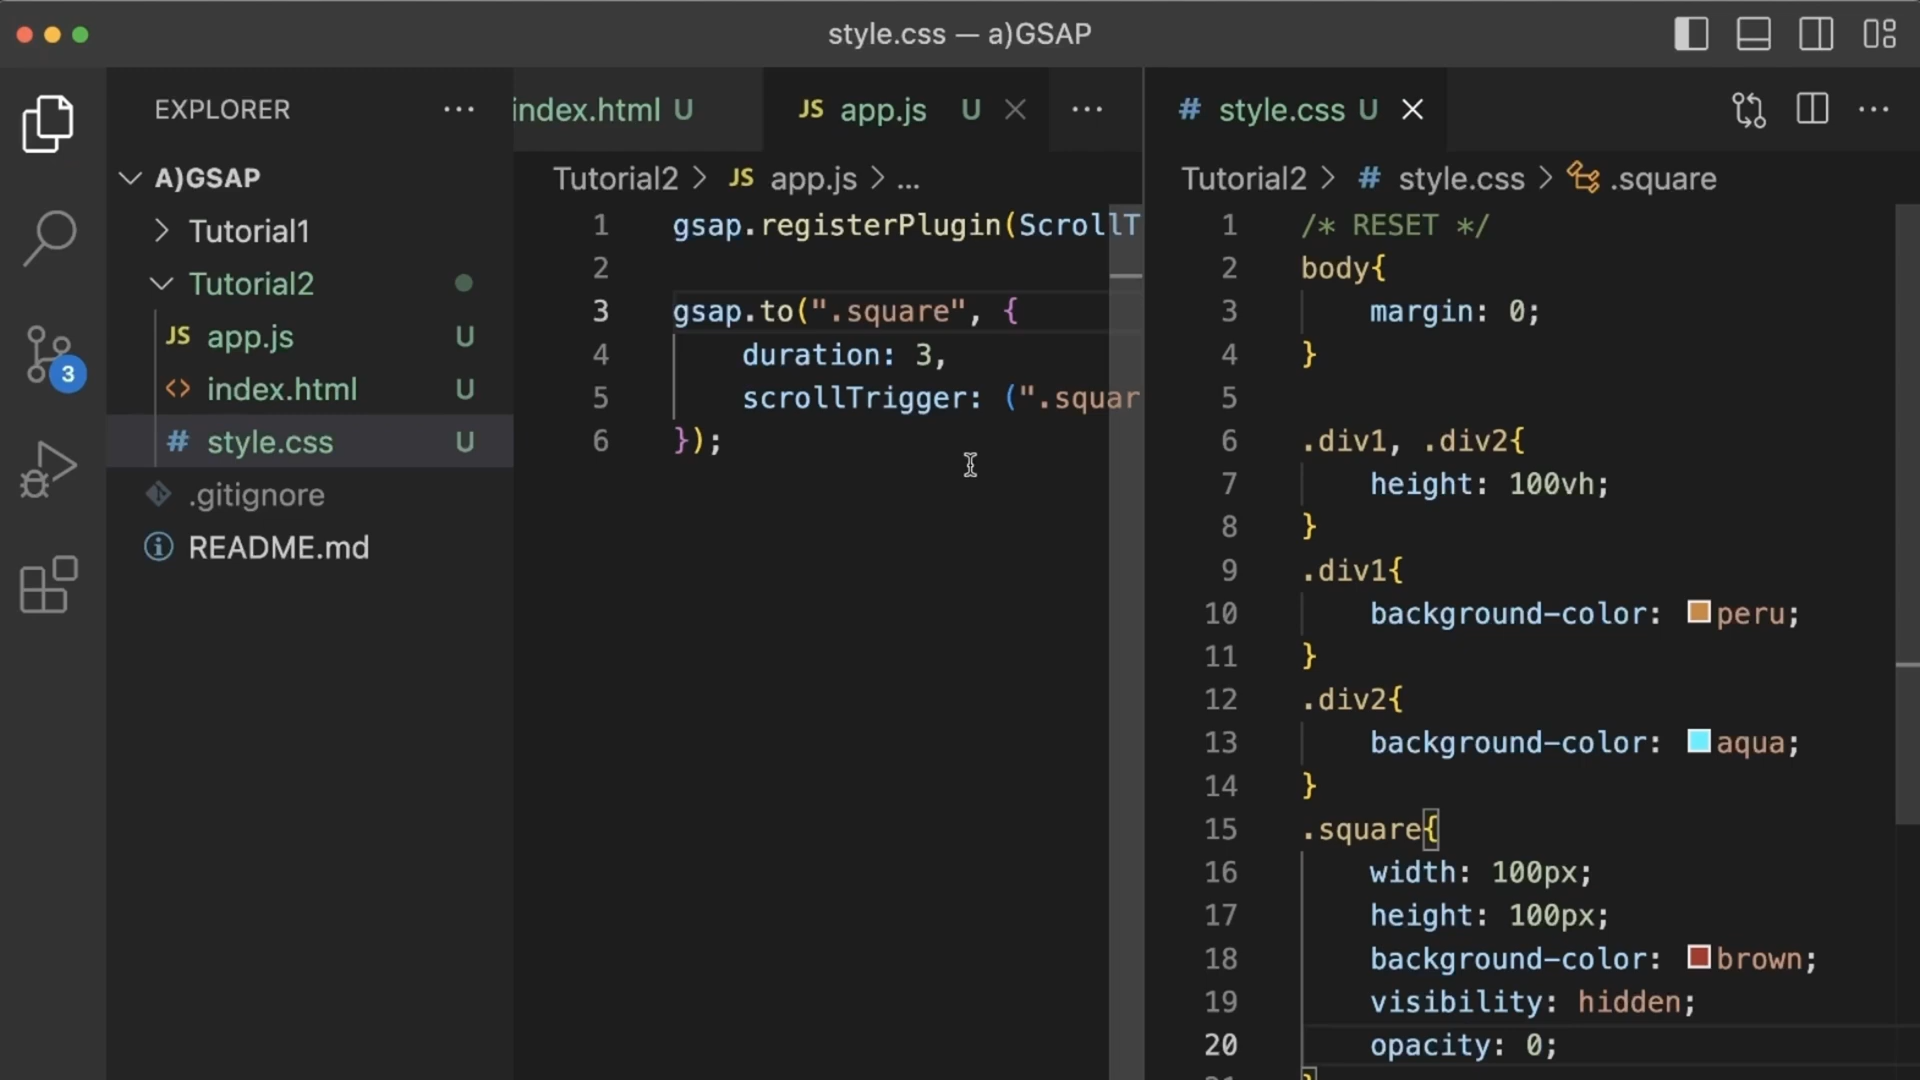 style.css — a)GSAP
EXPLORER ...
A)GSAP
Tutorial1
Tutorial2
JS app.js U
<> index.html U
# style.css U
.gitignore
README.md
3
index.html U JS app.js U ...
Tutorial2 > JS app.js > ...
1 gsap.registerPlugin(ScrollT
2
3 gsap.to(".square", {
4 duration: 3,
5 scrollTrigger: (".squar
6 });
# style.css U ...
Tutorial2 > # style.css > .square
1 /* RESET */
2 body{
3 margin: 0;
4 }
5
6 .div1, .div2{
7 height: 100vh;
8 }
9 .div1{
10 background-color: peru;
11 }
12 .div2{
13 background-color: aqua;
14 }
15 .square{
16 width: 100px;
17 height: 100px;
18 background-color: brown;
19 visibility: hidden;
20 opacity: 0;